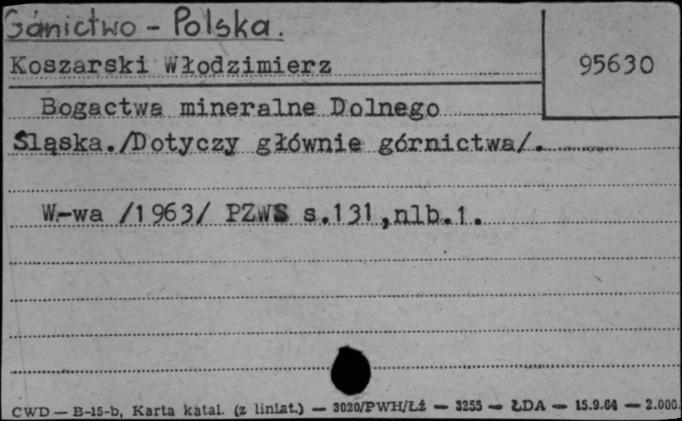 Górnictwo - Polska.
Koszarski Włodzimierz
95630
Bogactwa mineralne Dolnego
Śląska./Dotyczy głównie górnictwa/.
W.-wa /1963/ PZWS s.131,nlb.1.
CWD — B-15-b, Karta katal. (z liniat.) — 3020/PWH/Łź — 3255 — ŁDA — 15.9.64 — 2.000.